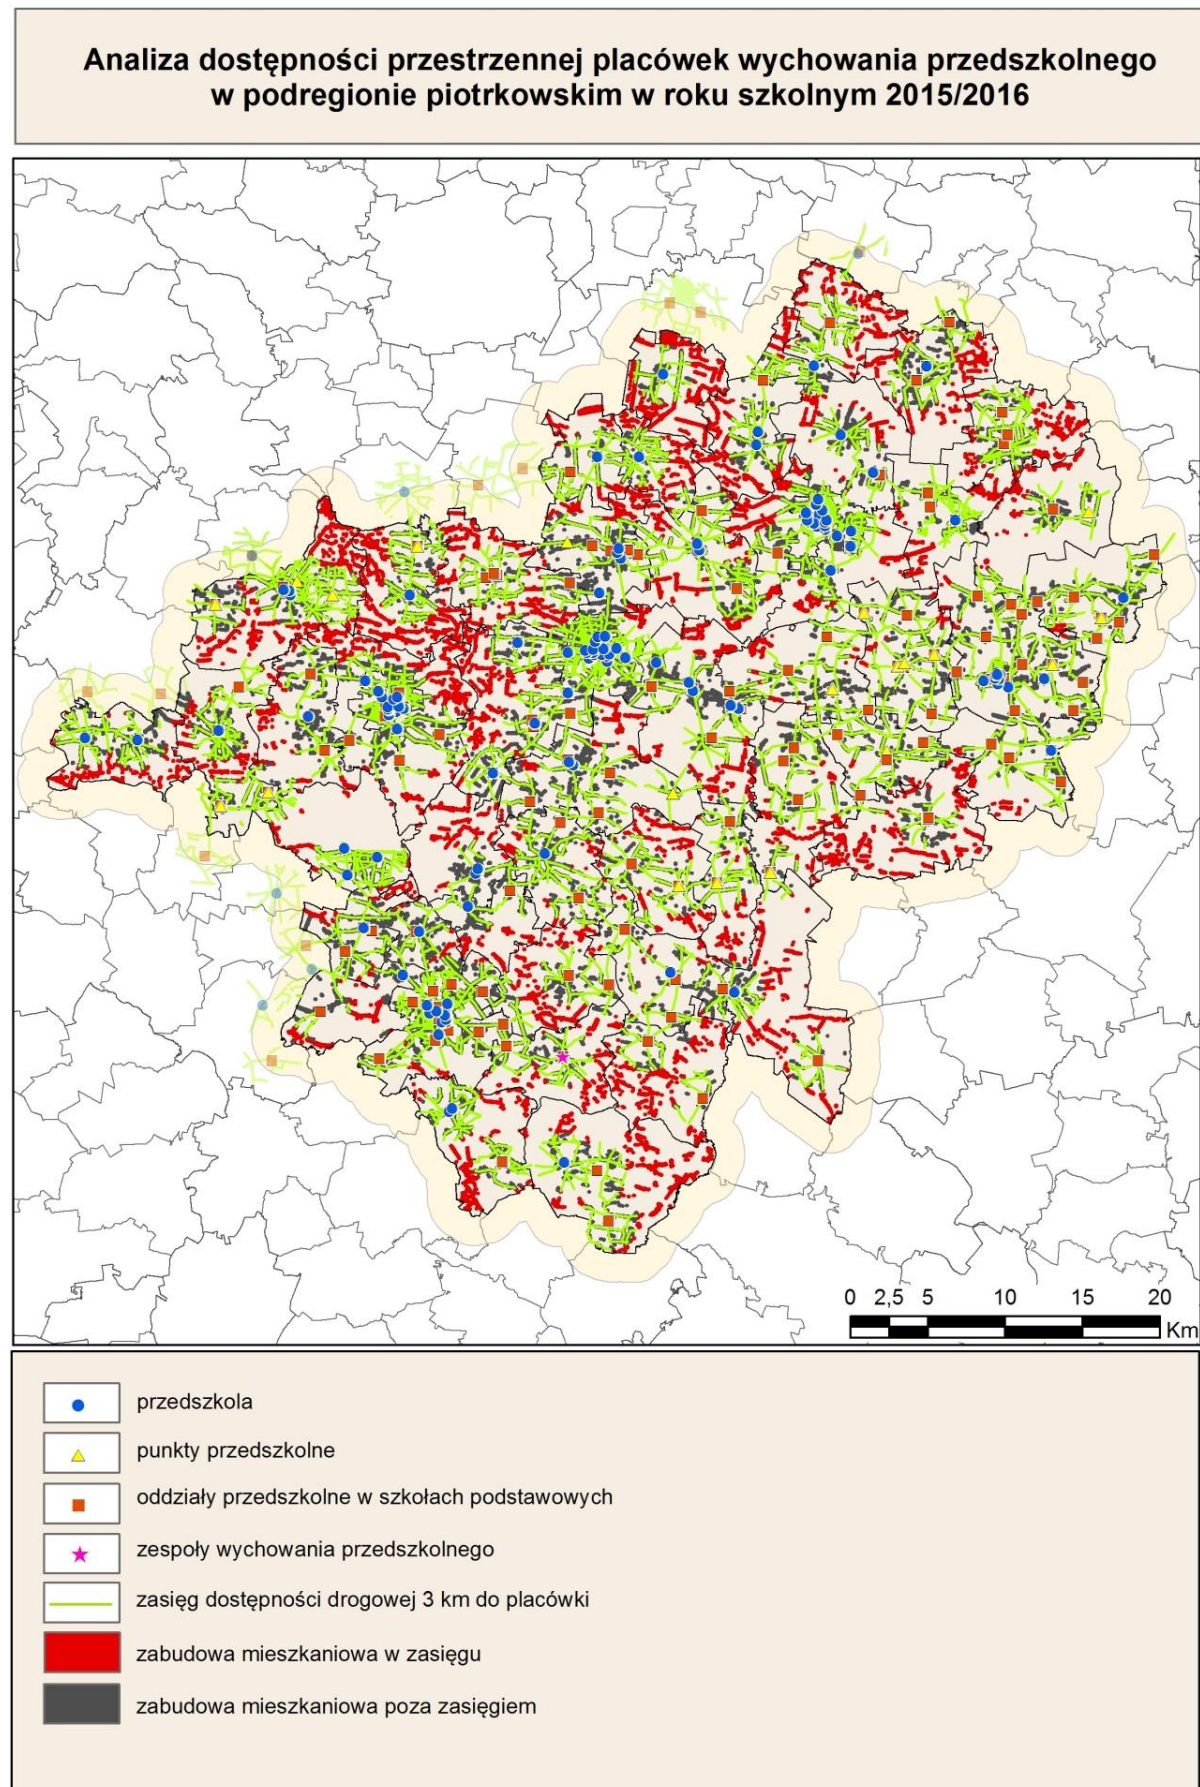 Analiza dostępności przestrzennej placówek wychowania przedszkolnego
w podregionie piotrkowskim w roku szkolnym 2015/2016
0 2,5 5 10 15 20
Km
przedszkola
punkty przedszkolne
oddziały przedszkolne w szkołach podstawowych
zespoły wychowania przedszkolnego
zasięg dostępności drogowej 3 km do placówki
zabudowa mieszkaniowa w zasięgu
zabudowa mieszkaniowa poza zasięgiem